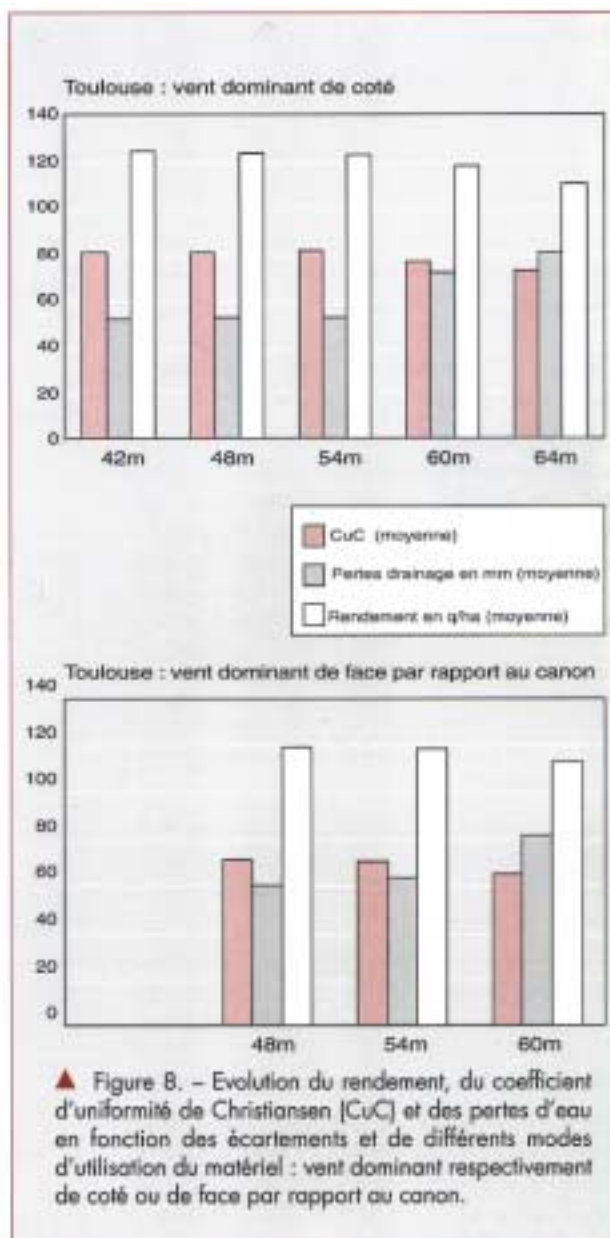 Toulouse : vent dominant de coté
140
120
100
80
60
40
20
0
42m 48m 54m 60m 64m
CuC (moyenne)
Pertes drainage en mm (moyenne)
Rendement en q/ha (moyenne)
Toulouse : vent dominant de face par rapport au canon
140
120
100
80
60
40
20
0
48m 54m 60m
▲ Figure 8. – Evolution du rendement, du coefficient
d'uniformité de Christiansen (CuC) et des pertes d'eau
en fonction des écartements et de différents modes
d'utilisation du matériel : vent dominant respectivement
de coté ou de face par rapport au canon.